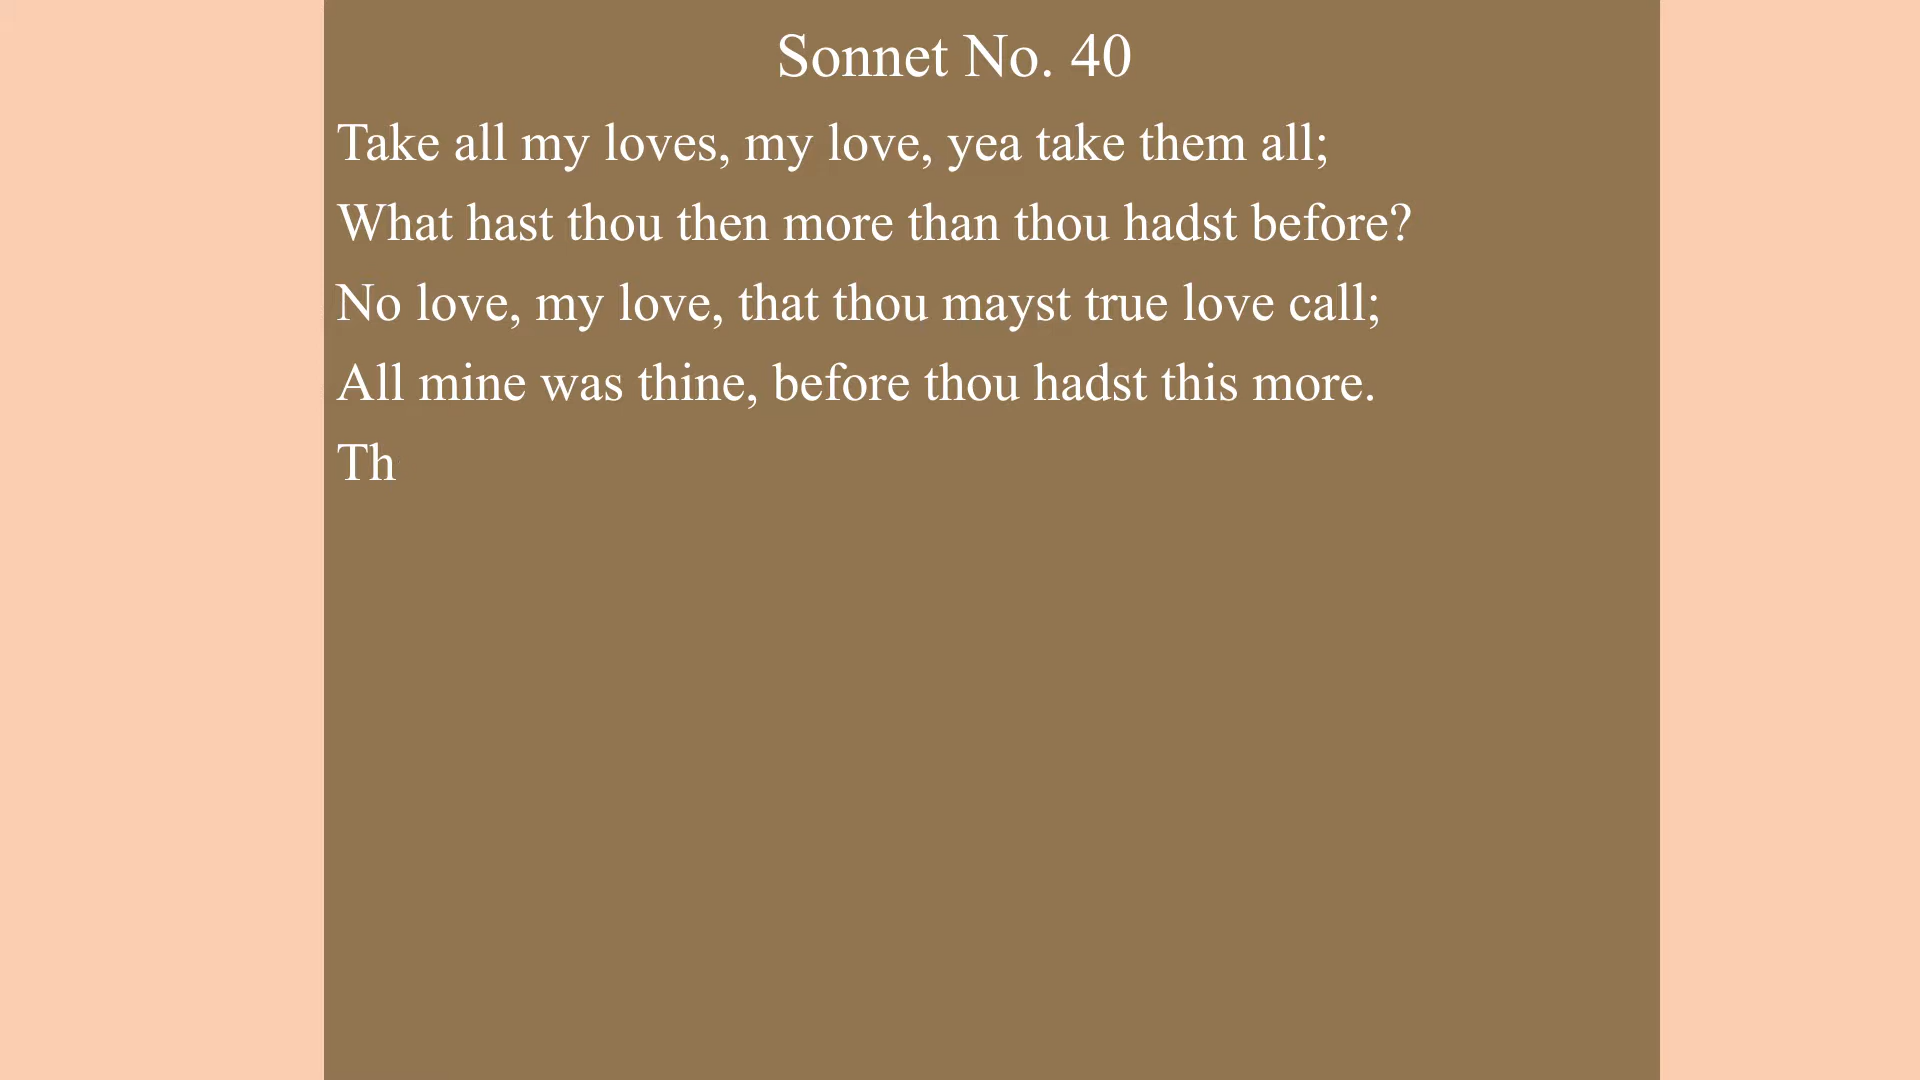 Sonnet No. 40
Take all my loves, my love, yea take them all;
What hast thou then more than thou hadst before?
No love, my love, that thou mayst true love call;
All mine was thine, before thou hadst this more.
Th